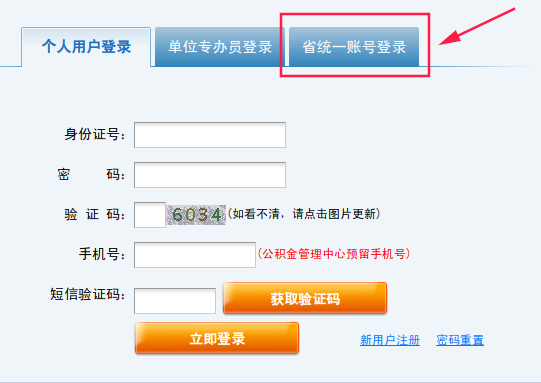 个人用户登录 单位专办员登录 省统一账号登录
身份证号：
密 码：
验 证 码： 6034 (如看不清，请点击图片更新)
手机号： (公积金管理中心预留手机号)
短信验证码： 获取验证码
立即登录 新用户注册 密码重置